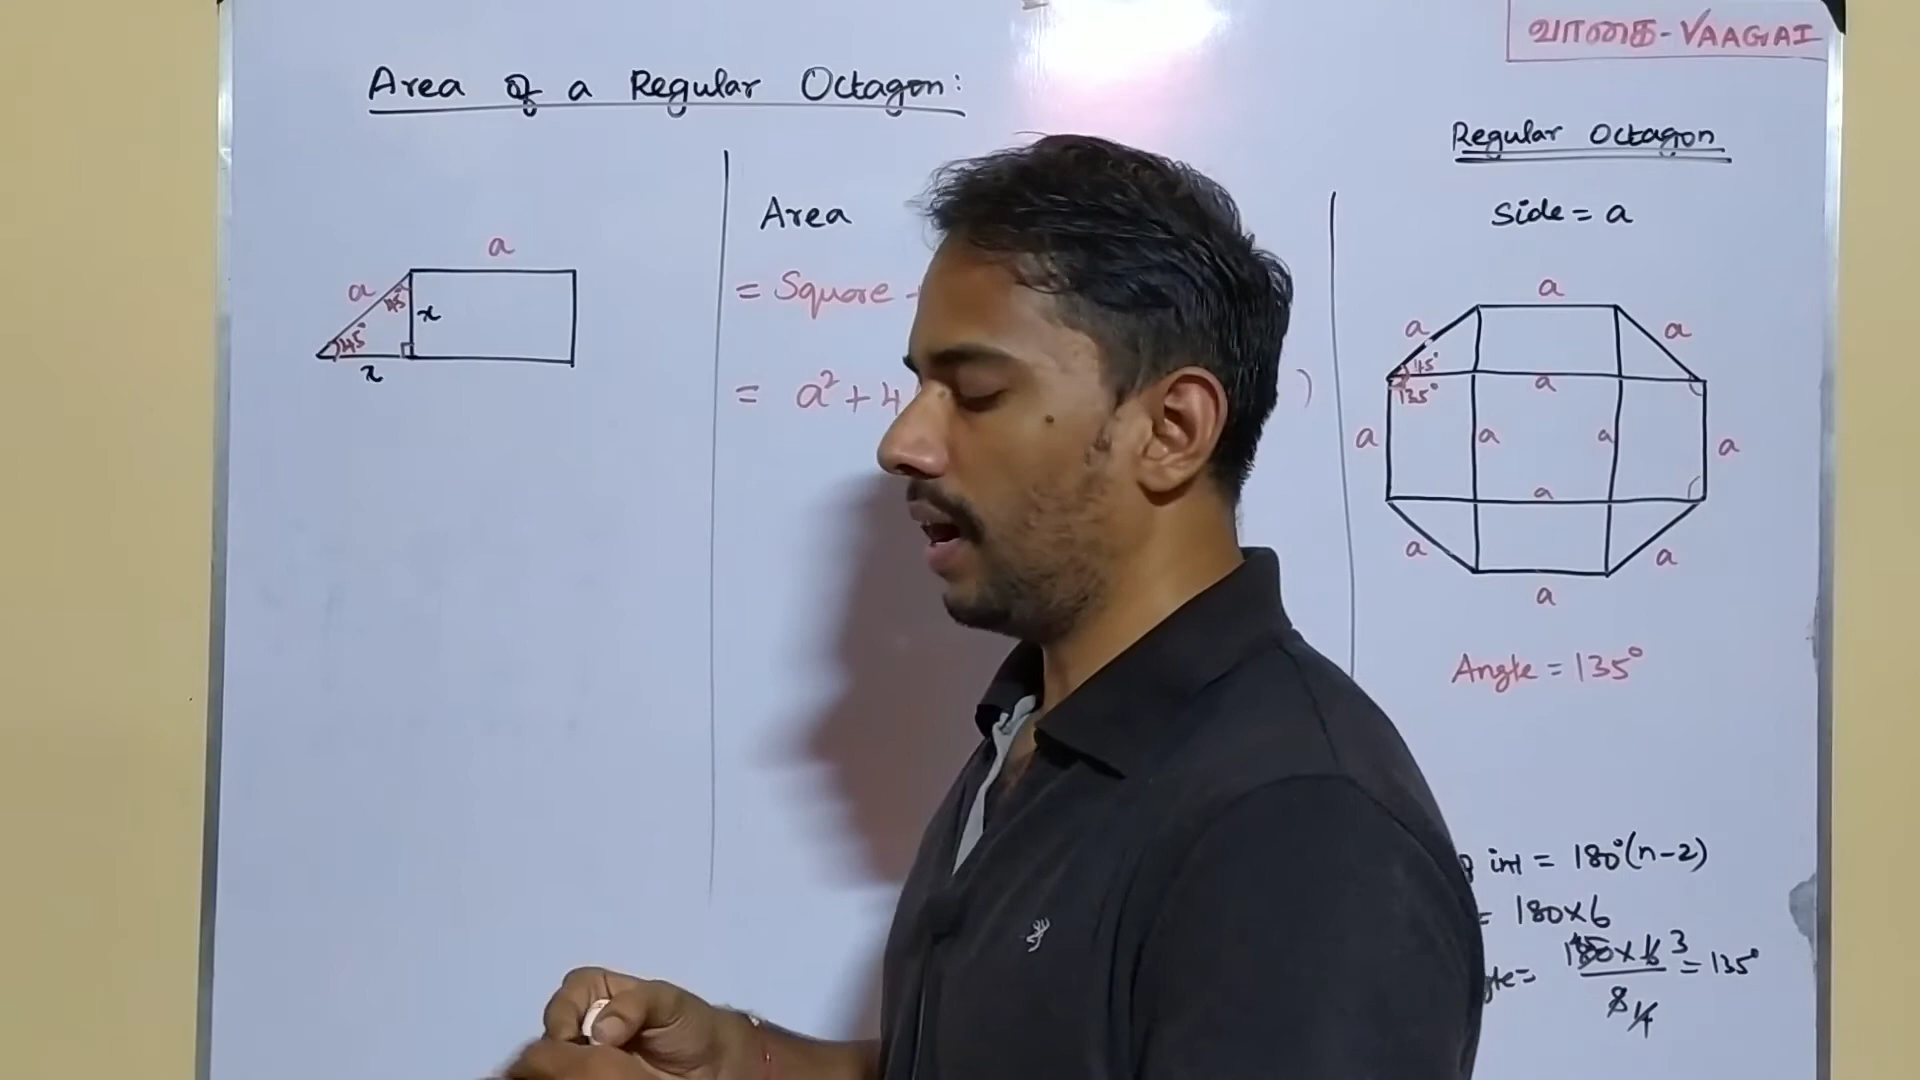 வாகை - VAAGAI
Area of a Regular Octagon:
a
a
45°
x
45°
x
Area
= Square
= a² + 4
)
Regular Octagon
Side = a
a
a
a
45°
135°
a
a
a
a
a
a
a
a
a
Angle = 135°
int = 180°(n-2)
= 180×6
= 180×6 3 = 135°
8 4